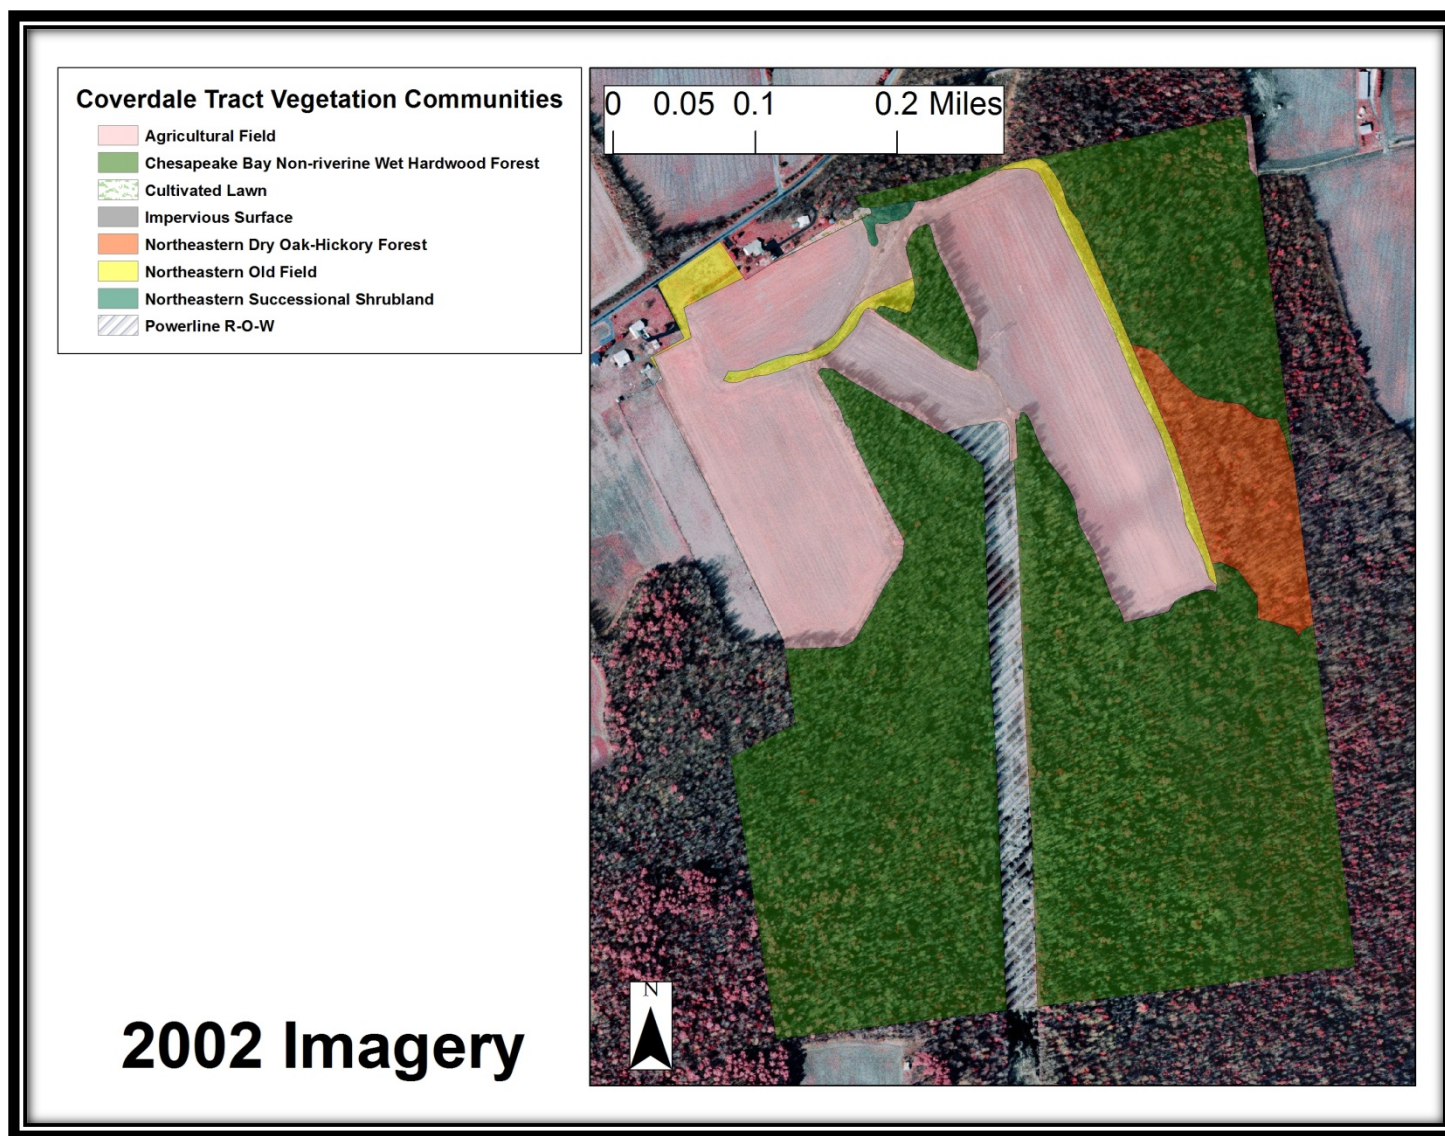 Coverdale Tract Vegetation Communities
Agricultural Field
Chesapeake Bay Non-riverine Wet Hardwood Forest
Cultivated Lawn
Impervious Surface
Northeastern Dry Oak-Hickory Forest
Northeastern Old Field
Northeastern Successional Shrubland
Powerline R-O-W
0 0.05 0.1 0.2 Miles
N
2002 Imagery